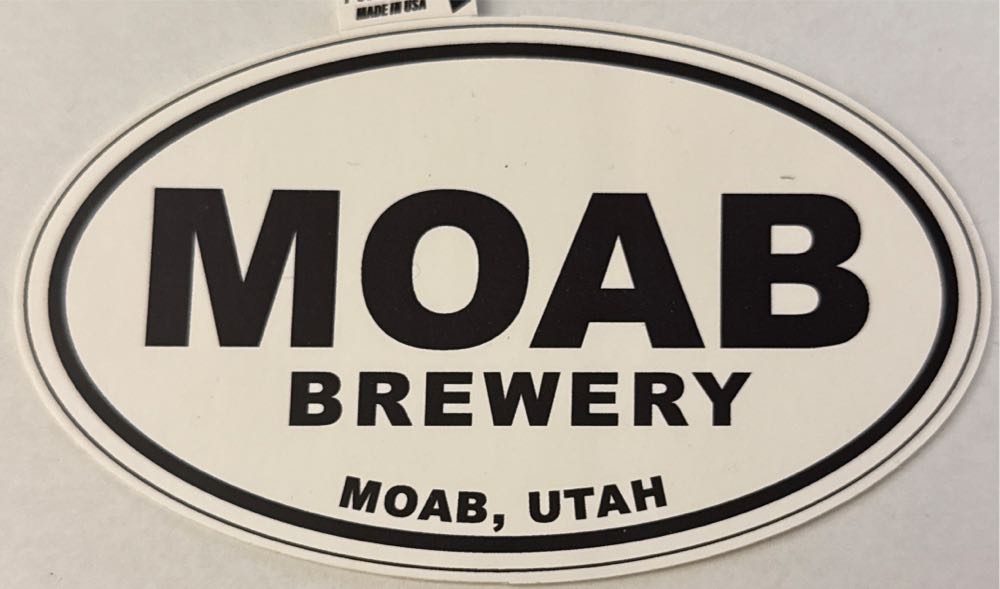 MADE IN USA
MOAB
BREWERY
MOAB, UTAH